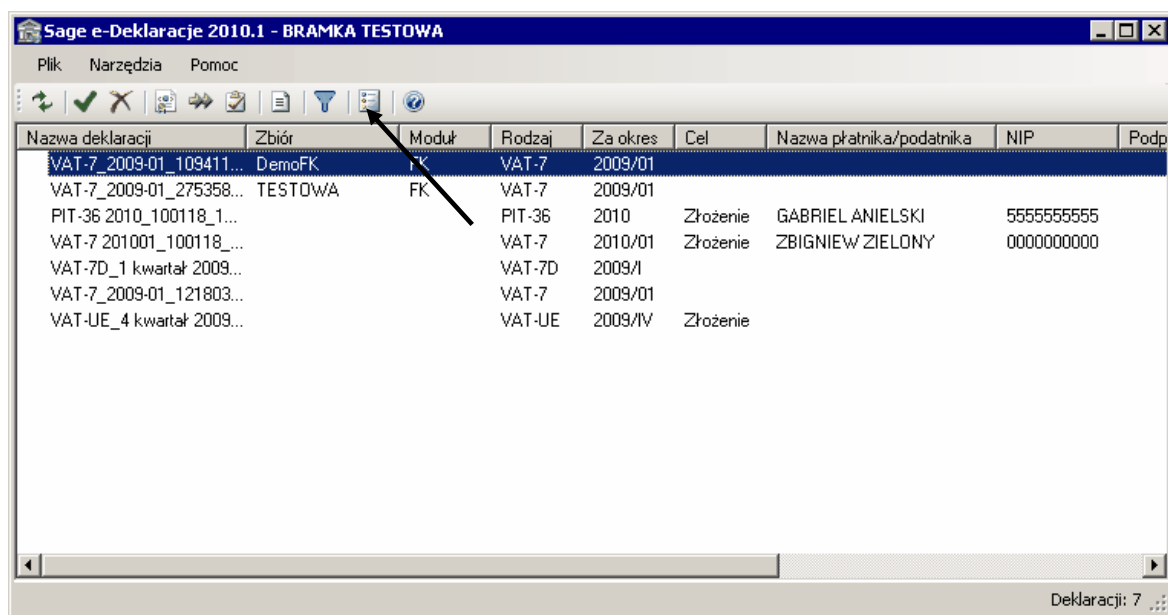 Sage e-Deklaracje 2010.1 - BRAMKA TESTOWA
Plik Narzędzia Pomoc
Nazwa deklaracji Zbiór Moduł Rodzaj Za okres Cel Nazwa płatnika/podatnika NIP Podp
VAT-7_2009-01_109411... DemoFK FK VAT-7 2009/01
VAT-7_2009-01_275358... TESTOWA FK VAT-7 2009/01
PIT-36 2010_100118_1... PIT-36 2010 Złożenie GABRIEL ANIELSKI 5555555555
VAT-7 201001_100118_... VAT-7 2010/01 Złożenie ZBIGNIEW ZIELONY 0000000000
VAT-7D_1 kwartał 2009... VAT-7D 2009/I
VAT-7_2009-01_121803... VAT-7 2009/01
VAT-UE_4 kwartał 2009... VAT-UE 2009/IV Złożenie
Deklaracji: 7